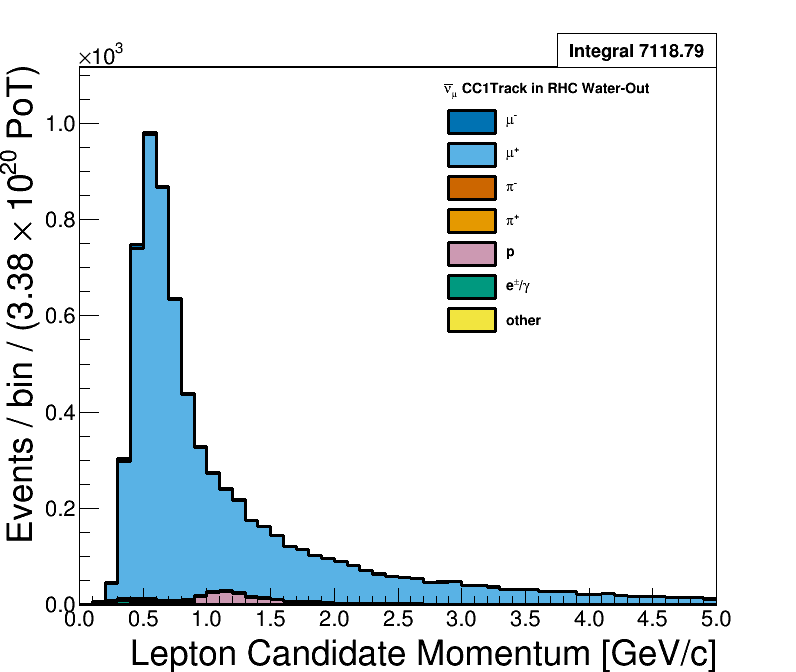 ×10³
Integral 7118.79
ν̅μ CC1Track in RHC Water-Out
μ⁻
μ⁺
π⁻
π⁺
p
e±/γ
other
Events / bin / (3.38 × 10²⁰ PoT)
1.0
0.8
0.6
0.4
0.2
0.0
0.0 0.5 1.0 1.5 2.0 2.5 3.0 3.5 4.0 4.5 5.0
Lepton Candidate Momentum [GeV/c]